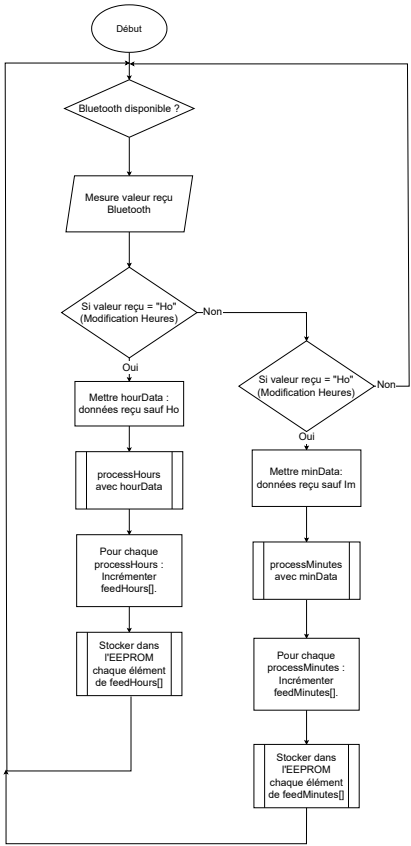 Début
Bluetooth disponible ?
Mesure valeur reçu
Bluetooth
Si valeur reçu = "Ho"
(Modification Heures)
Non
Oui
Mettre hourData :
données reçu sauf Ho
processHours
avec hourData
Pour chaque
processHours :
Incrémenter
feedHours[].
Stocker dans
l'EEPROM
chaque élément
de feedHours[]
Si valeur reçu = "Ho"
(Modification Heures)
Non
Oui
Mettre minData:
données reçu sauf Im
processMinutes
avec minData
Pour chaque
processMinutes :
Incrémenter
feedMinutes[].
Stocker dans
l'EEPROM
chaque élément
de feedMinutes[]